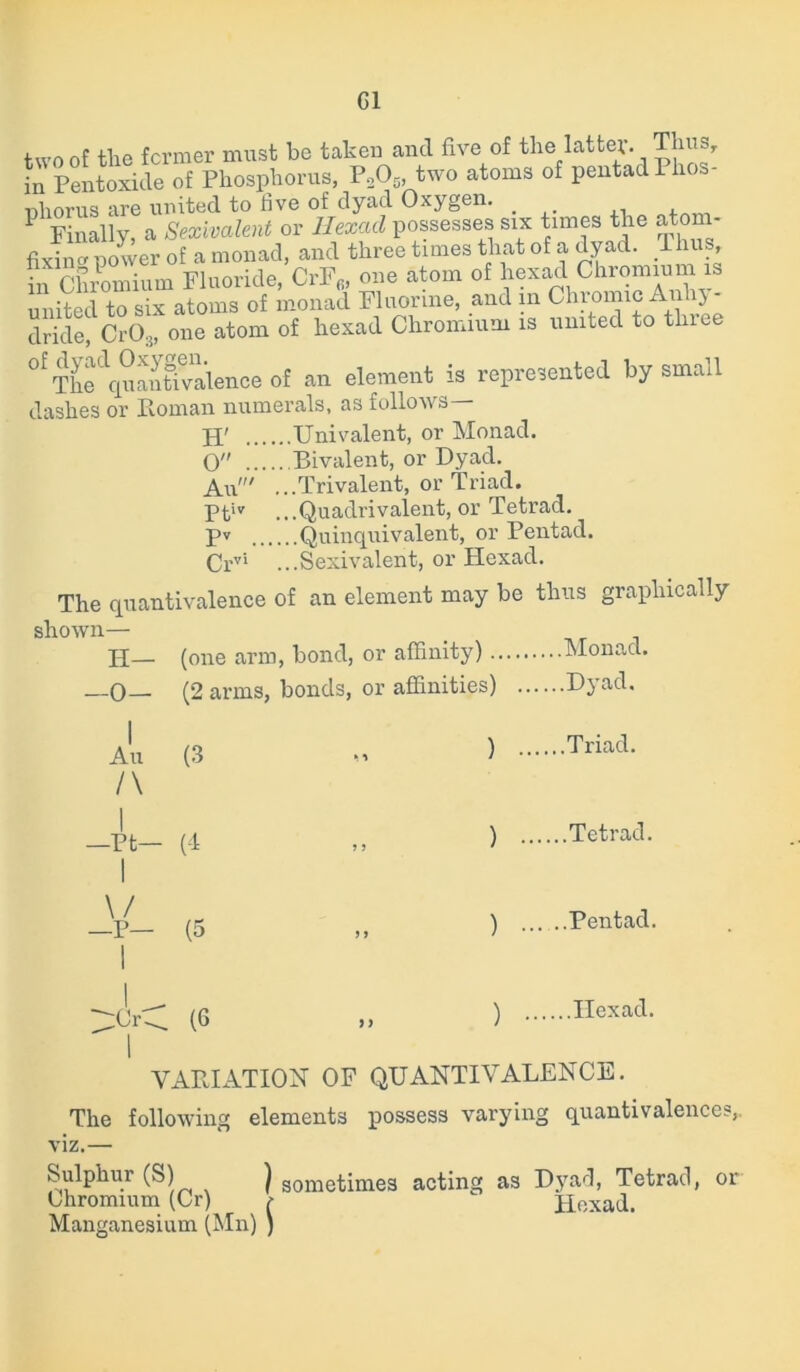 61
two of the former must be taken and five of the latter. Thus,
in Pentoxide of Phosphorus, P₂O₅, two atoms of pentad Phos-
phorus are united to five of dyad Oxygen.
Finally, a Sexivalent or Hexad possesses six times the atom-
fixing power of a monad, and three times that of a dyad. Thus,
in Chromium Fluoride, CrF₆, one atom of hexad Chromium is
united to six atoms of monad Fluorine, and in Chromic Anhy-
dride, CrO₃, one atom of hexad Chromium is united to three
of dyad Oxygen.
The quantivalence of an element is represented by small
dashes or Roman numerals, as follows—
H′ ......Univalent, or Monad.
O″ ......Bivalent, or Dyad.
Au‴ ...Trivalent, or Triad.
Ptⁱᵛ ...Quadrivalent, or Tetrad.
Pᵛ ......Quinquivalent, or Pentad.
Crᵛⁱ ...Sexivalent, or Hexad.
The quantivalence of an element may be thus graphically
shown—
H— (one arm, bond, or affinity).........Monad.
—O— (2 arms, bonds, or affinities) ......Dyad.
|
Au (3 ,, ) ......Triad.
/\
|
—Pt— (4 ,, ) ......Tetrad.
|
\/
—P— (5 ,, ) ... ..Pentad.
|
|
>Cr< (6 ,, ) ......Hexad.
|
VARIATION OF QUANTIVALENCE.
The following elements possess varying quantivalences,
viz.—
Sulphur (S) ) sometimes acting as Dyad, Tetrad, or
Chromium (Cr) } Hexad.
Manganesium (Mn) )